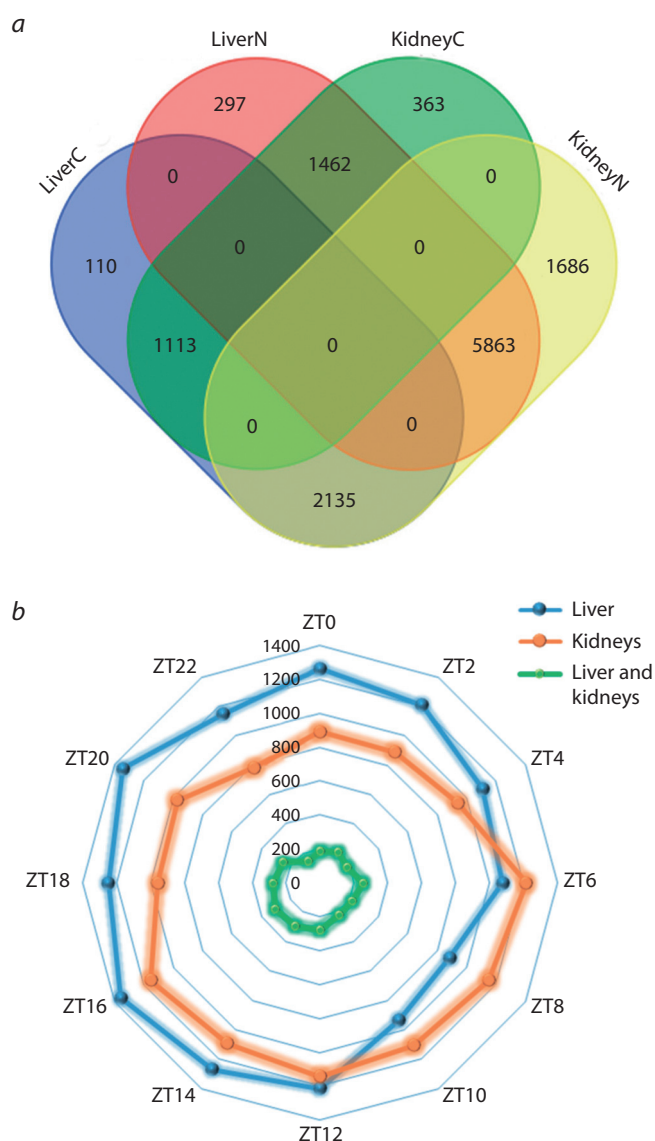 a
LiverN
KidneyC
LiverC
KidneyN
297
363
0
1462
0
110
0
0
1686
1113
0
5863
0
0
2135
b
Liver
Kidneys
Liver and
kidneys
ZT0
ZT2
ZT4
ZT6
ZT8
ZT10
ZT12
ZT14
ZT16
ZT18
ZT20
ZT22
1400
1200
1000
800
600
400
200
0